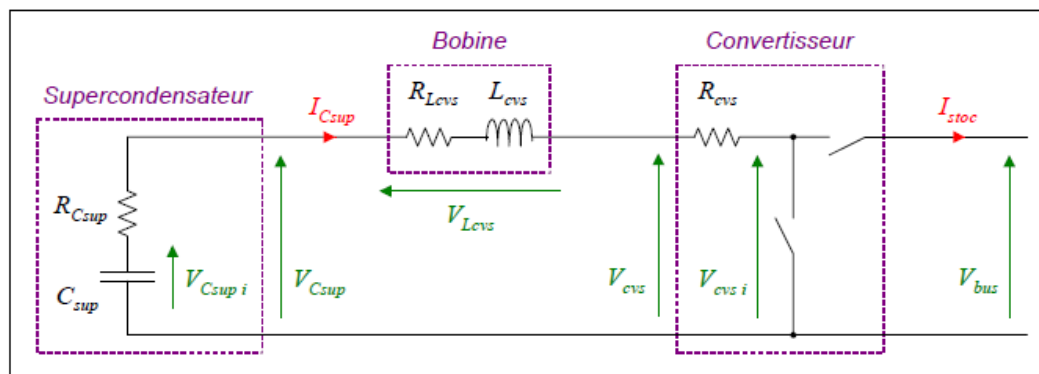 Bobine
Convertisseur
Supercondensateur
I_Csup
R_Lcvs
L_cvs
R_cvs
I_stoc
R_Csup
C_sup
V_Csup i
V_Csup
V_Lcvs
V_cvs
V_cvs i
V_bus